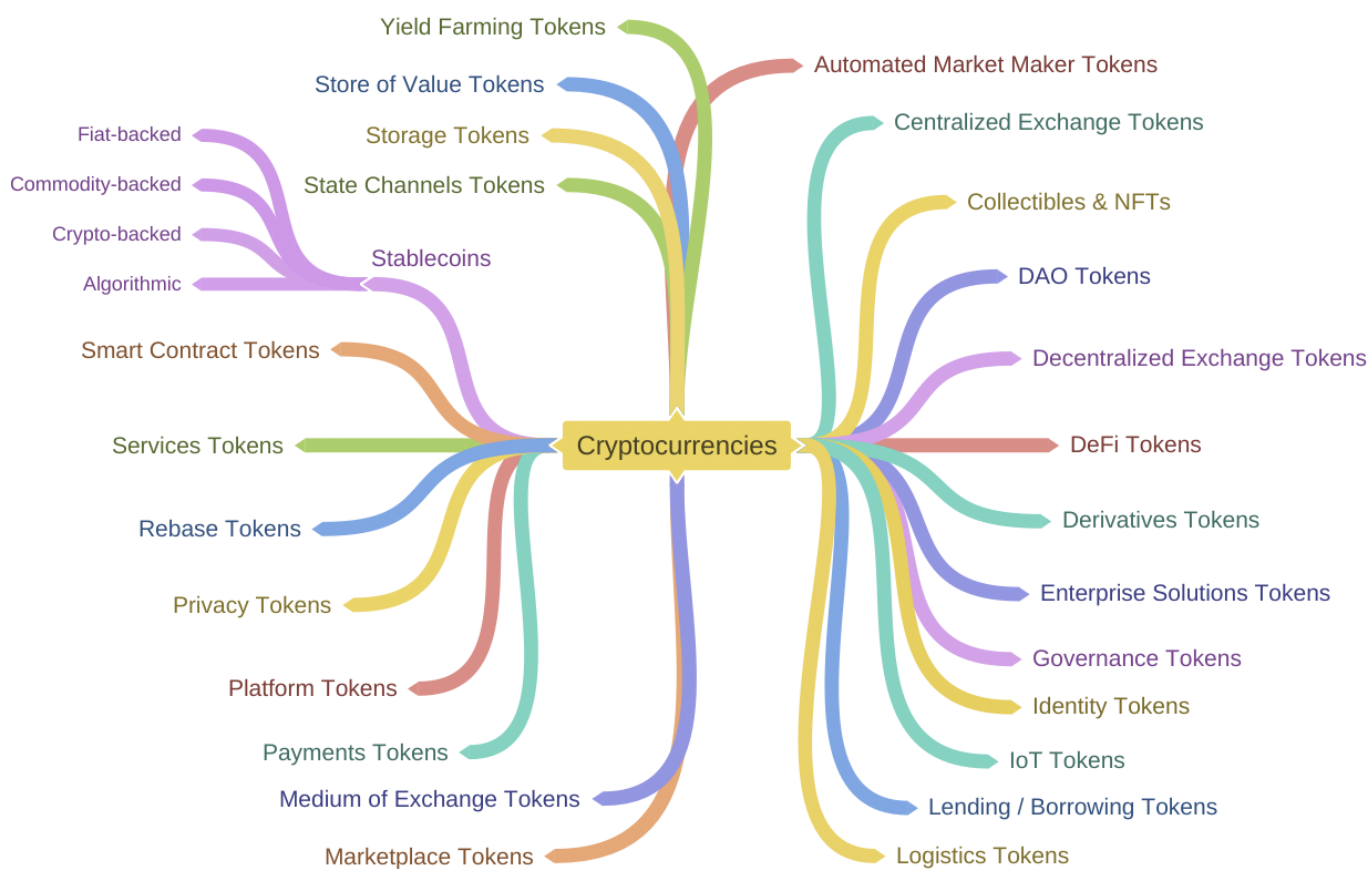 Yield Farming Tokens
Automated Market Maker Tokens
Store of Value Tokens
Centralized Exchange Tokens
Storage Tokens
Fiat-backed
State Channels Tokens
Commodity-backed
Collectibles & NFTs
Crypto-backed
Stablecoins
DAO Tokens
Algorithmic
Smart Contract Tokens
Decentralized Exchange Tokens
Services Tokens
Cryptocurrencies
DeFi Tokens
Rebase Tokens
Derivatives Tokens
Privacy Tokens
Enterprise Solutions Tokens
Governance Tokens
Platform Tokens
Identity Tokens
Payments Tokens
IoT Tokens
Medium of Exchange Tokens
Lending / Borrowing Tokens
Marketplace Tokens
Logistics Tokens